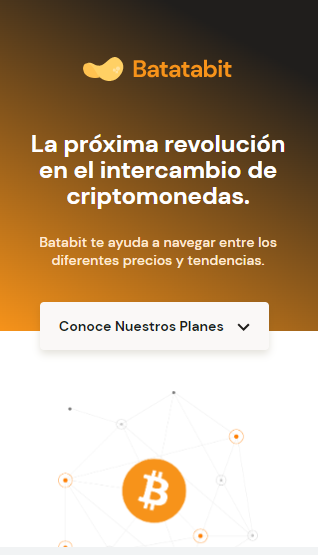 Batatabit
La próxima revolución
en el intercambio de
criptomonedas.
Batabit te ayuda a navegar entre los
diferentes precios y tendencias.
Conoce Nuestros Planes